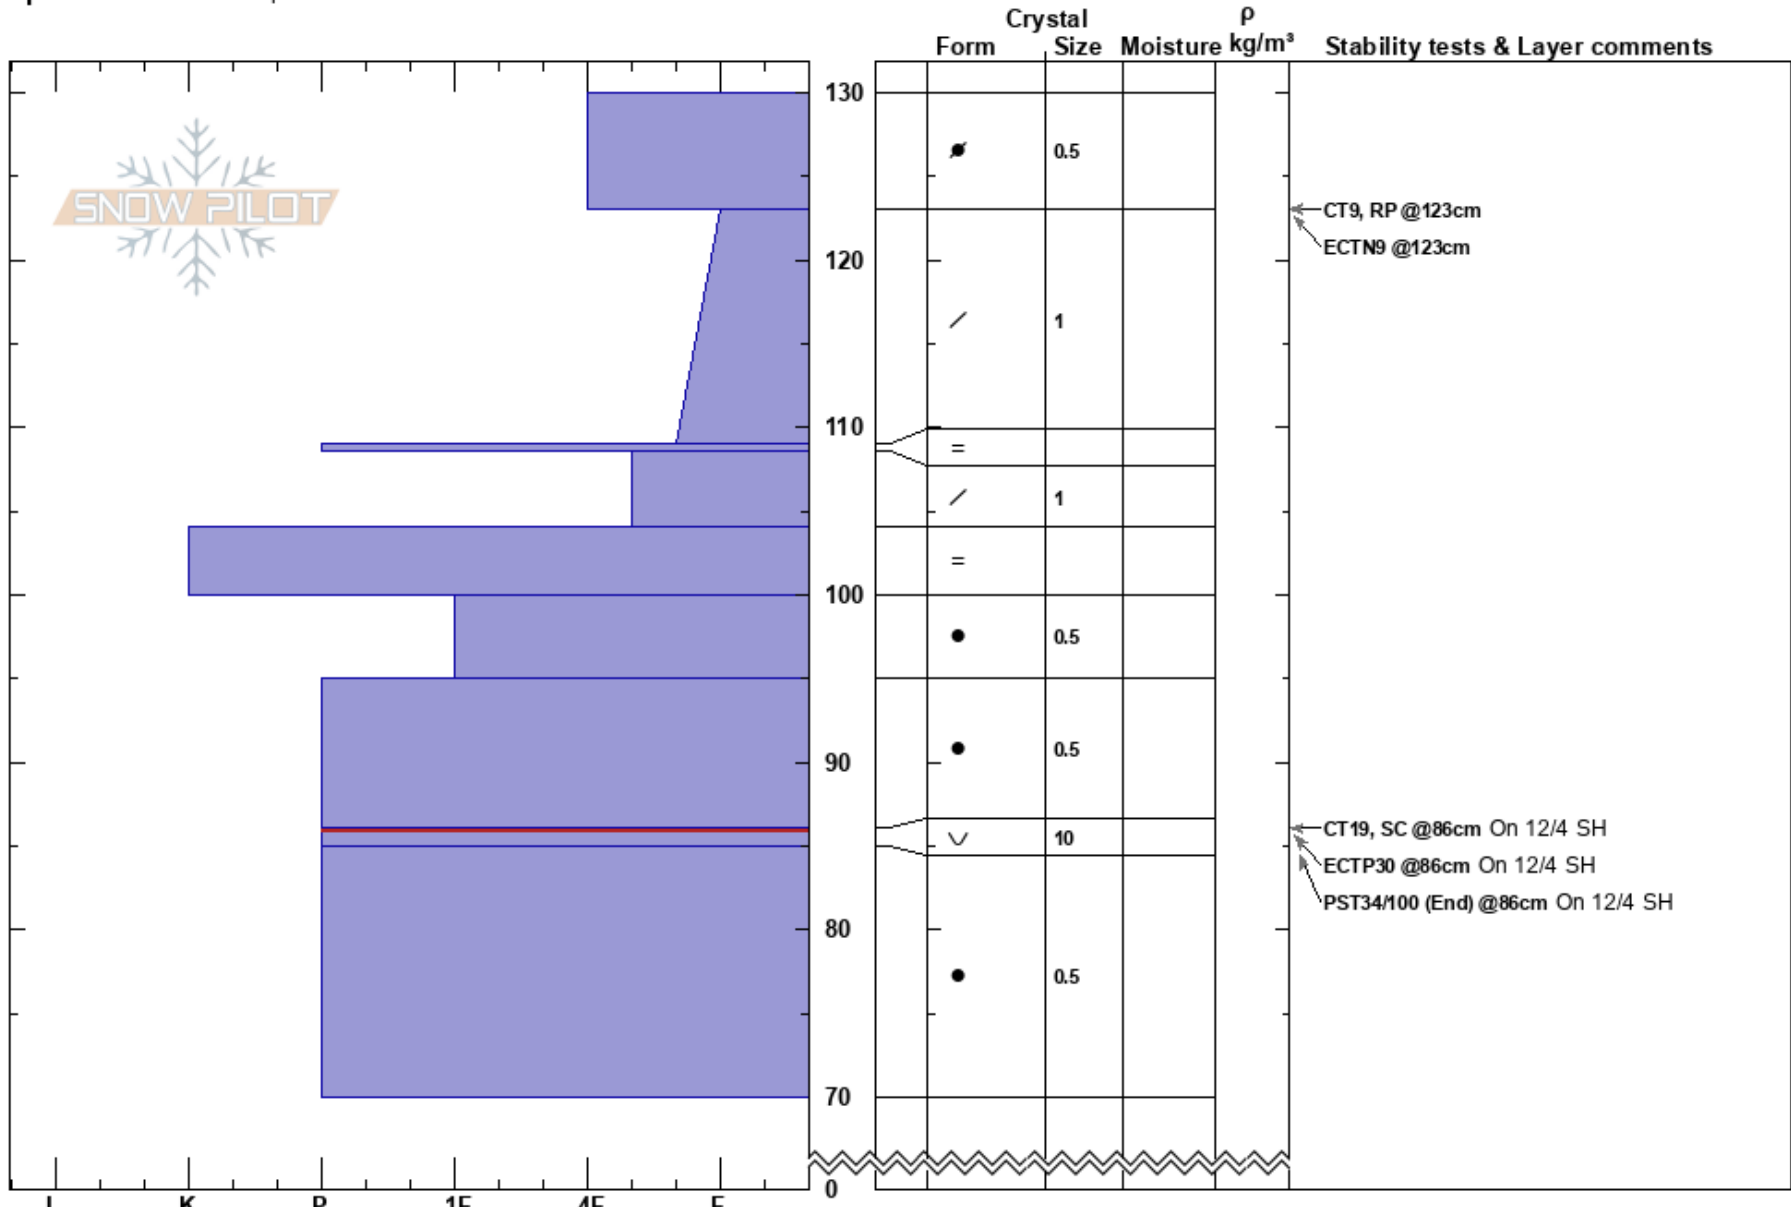 Crystal ρ
Form Size Moisture kg/m³ Stability tests & Layer comments
130
SNOW PILOT
0.5
CT9, RP @123cm
ECTN9 @123cm
120
1
110
=
1
=
100
0.5
90
0.5
CT19, SC @86cm On 12/4 SH
10
ECTP30 @86cm On 12/4 SH
PST34/100 (End) @86cm On 12/4 SH
80
0.5
70
0
I K P 1F 4F F